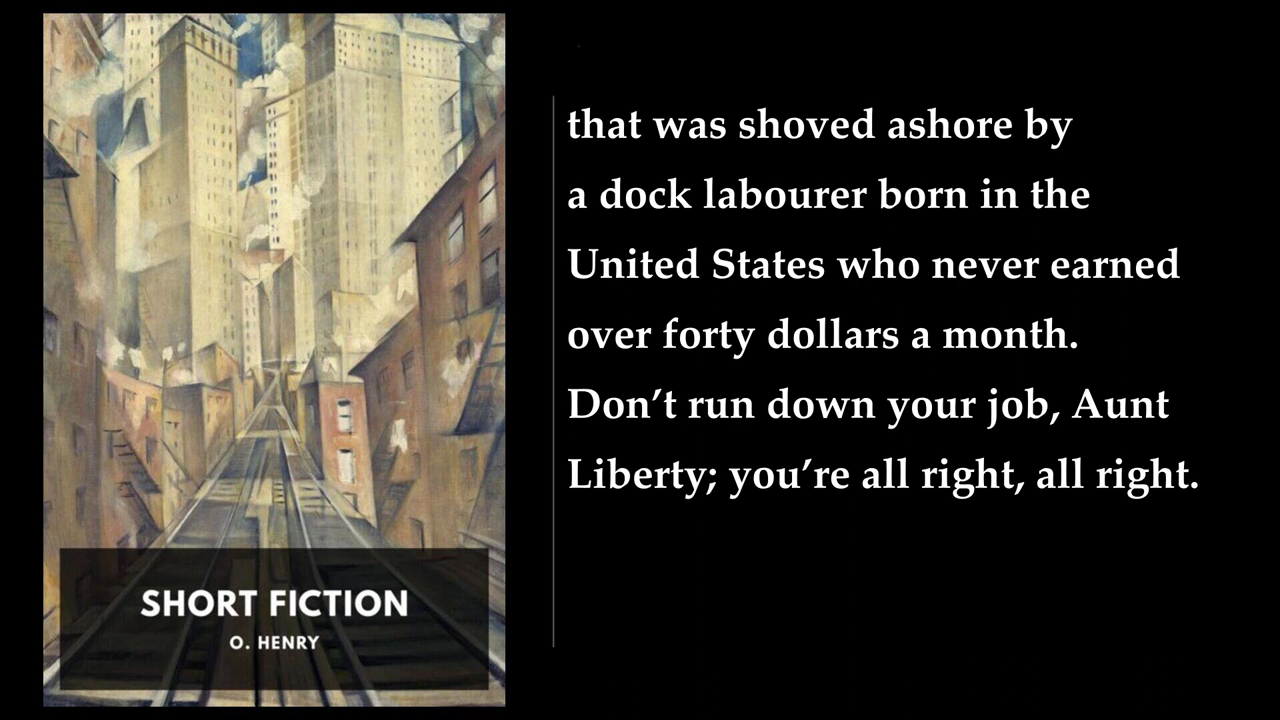 that was shoved ashore by
a dock labourer born in the
United States who never earned
over forty dollars a month.
Don’t run down your job, Aunt
Liberty; you’re all right, all right.
SHORT FICTION
O. HENRY